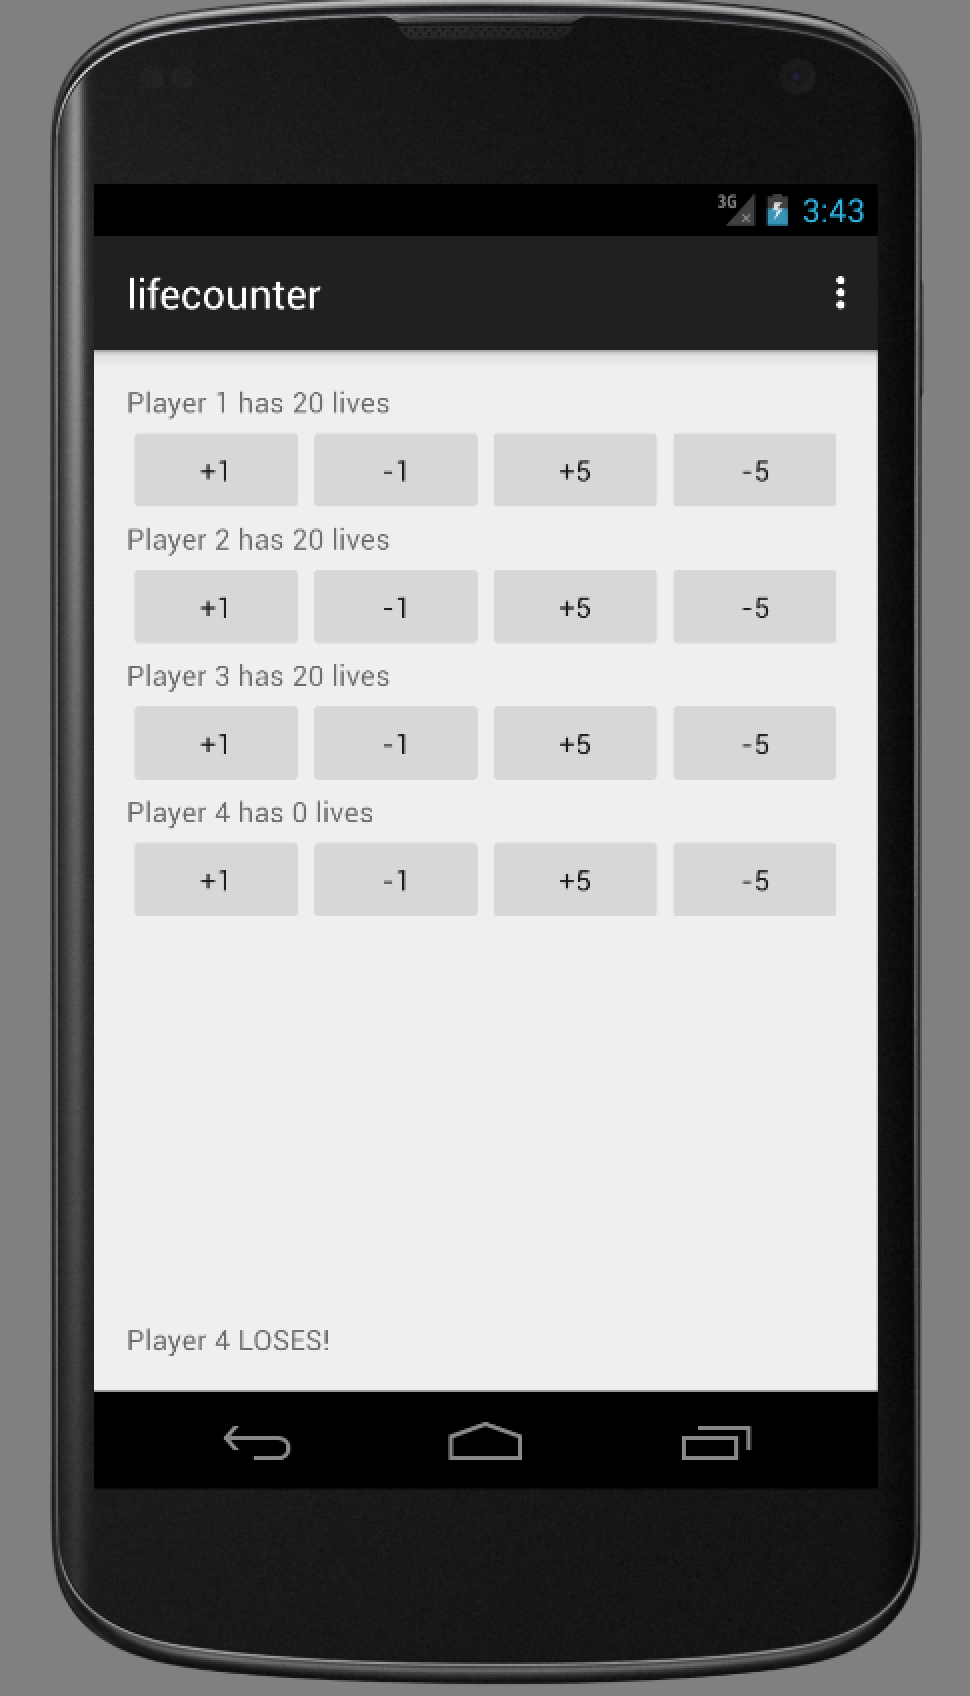 3G 3:43
lifecounter
Player 1 has 20 lives
+1 -1 +5 -5
Player 2 has 20 lives
+1 -1 +5 -5
Player 3 has 20 lives
+1 -1 +5 -5
Player 4 has 0 lives
+1 -1 +5 -5
Player 4 LOSES!